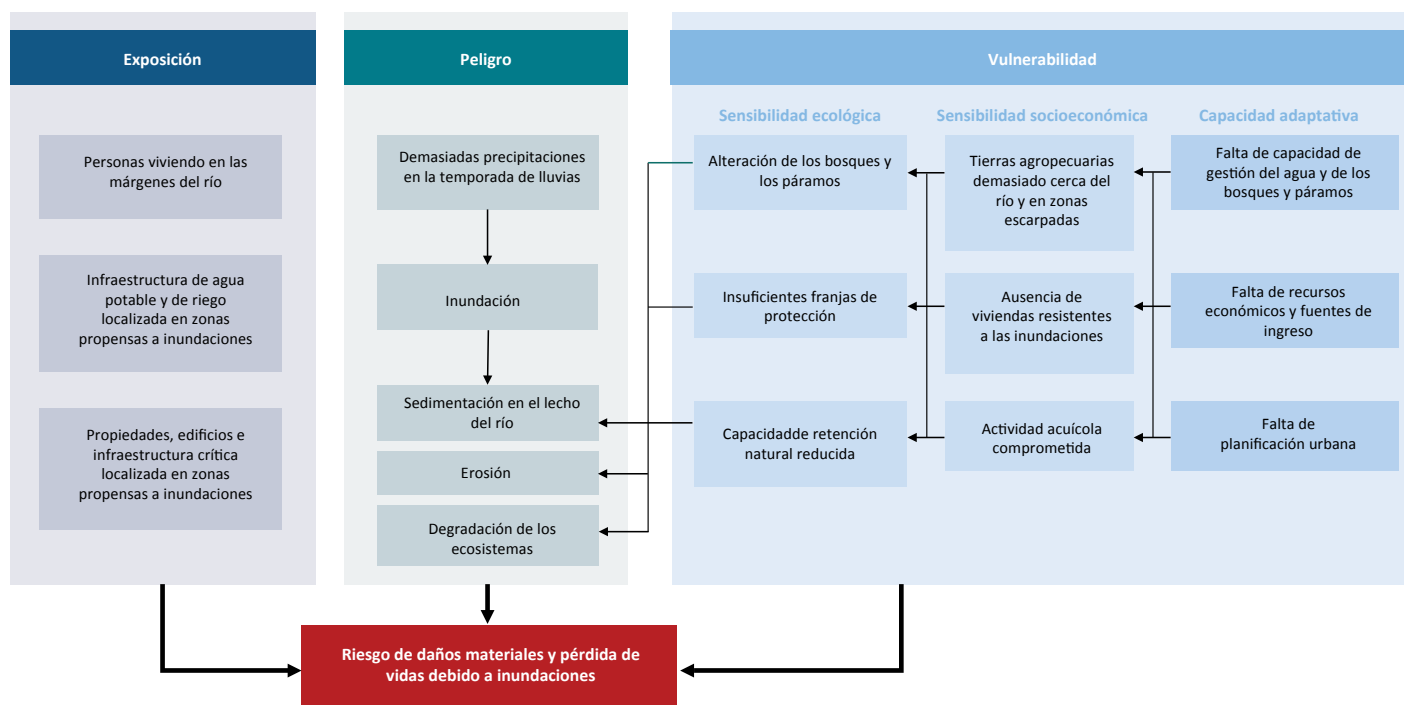 Exposición
Personas viviendo en las
márgenes del río
Infraestructura de agua
potable y de riego
localizada en zonas
propensas a inundaciones
Propiedades, edificios e
infraestructura crítica
localizada en zonas
propensas a inundaciones
Peligro
Demasiadas precipitaciones
en la temporada de lluvias
Inundación
Sedimentación en el lecho
del río
Erosión
Degradación de los
ecosistemas
Vulnerabilidad
Sensibilidad ecológica
Alteración de los bosques y
los páramos
Insuficientes franjas de
protección
Capacidadde retención
natural reducida
Sensibilidad socioeconómica
Tierras agropecuarias
demasiado cerca del
río y en zonas
escarpadas
Ausencia de
viviendas resistentes
a las inundaciones
Actividad acuícola
comprometida
Capacidad adaptativa
Falta de capacidad de
gestión del agua y de los
bosques y páramos
Falta de recursos
económicos y fuentes de
ingreso
Falta de
planificación urbana
Riesgo de daños materiales y pérdida de
vidas debido a inundaciones